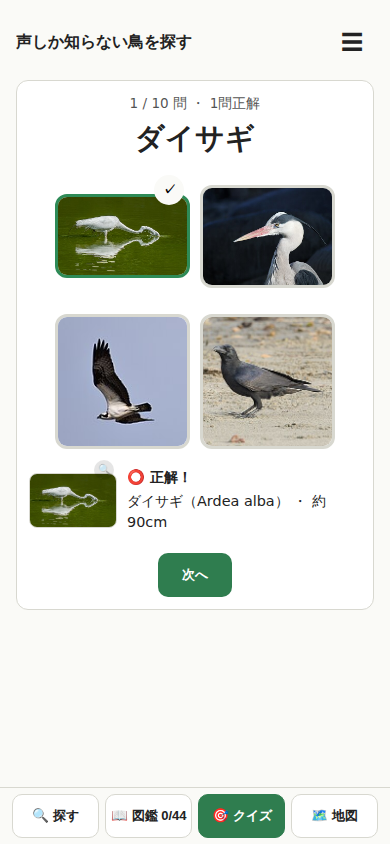 声しか知らない鳥を探す
1 / 10 問 ・ 1問正解
ダイサギ
正解！
ダイサギ（Ardea alba） ・ 約
90cm
次へ
探す
図鑑 0/44
クイズ
地図